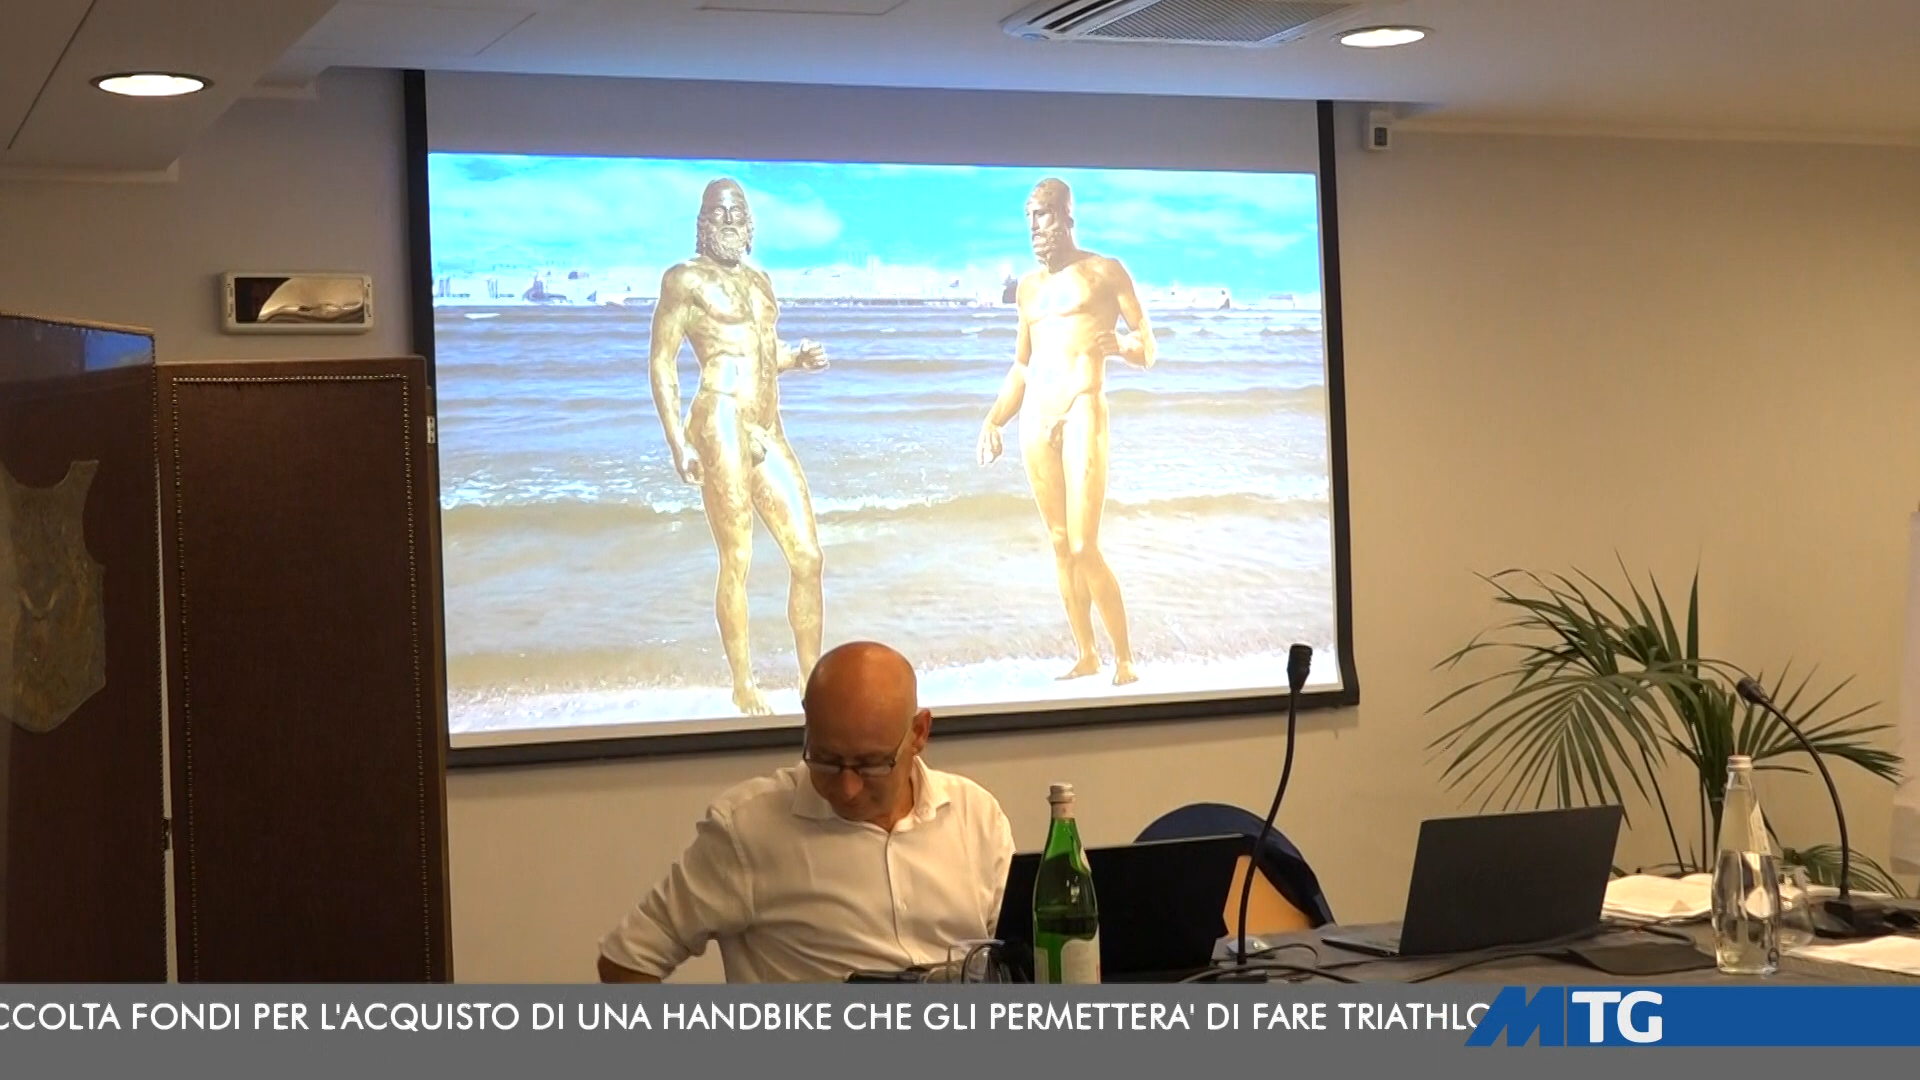 CCOLTA FONDI PER L'ACQUISTO DI UNA HANDBIKE CHE GLI PERMETTERA' DI FARE TRIATHLO
MTG